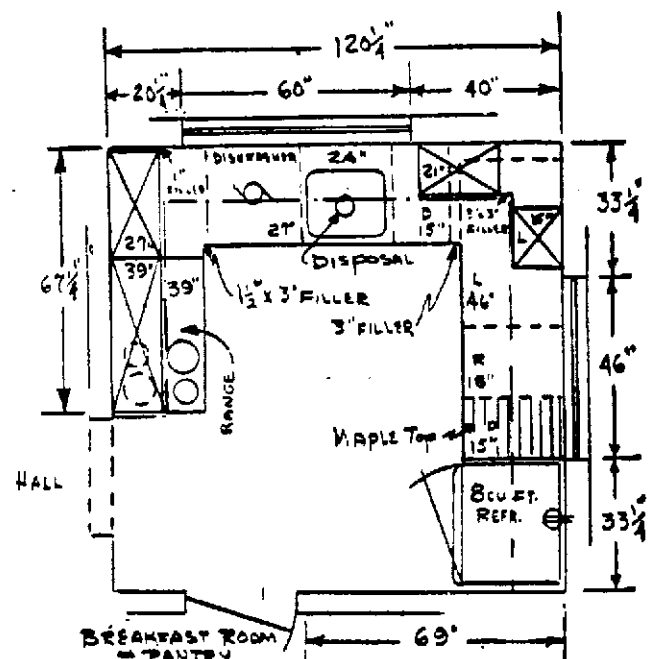 120¼"
20¼"
60"
40"
DISHWASHER
24"
21"
1"
FILLER
33¼"
15"
L
27"
D
15"
FILLER
27"
39"
39"
DISPOSAL
67¼"
1½" x 3" FILLER
3" FILLER
L
46"
46"
R
18"
RANGE
MAPLE TOP
D
15"
HALL
8 CU. FT.
REFR.
33¼"
BREAKFAST ROOM
PANTRY
69"